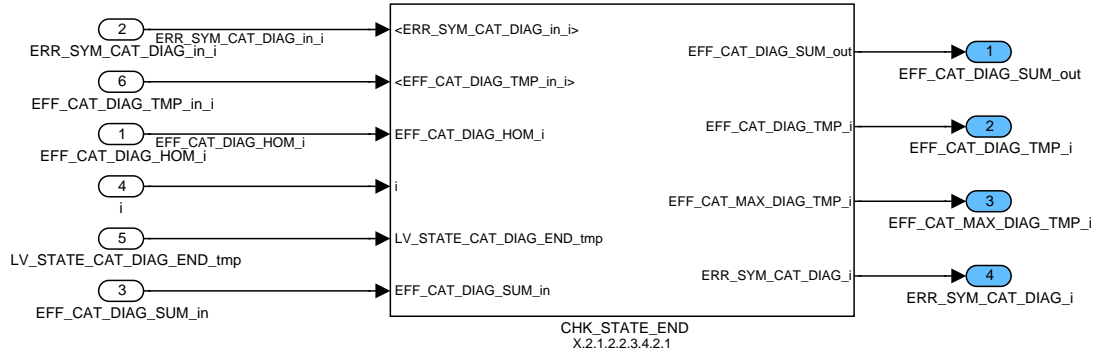 2
ERR_SYM_CAT_DIAG_in_i
ERR_SYM_CAT_DIAG_in_i
<ERR_SYM_CAT_DIAG_in_i>
6
EFF_CAT_DIAG_TMP_in_i
<EFF_CAT_DIAG_TMP_in_i>
1
EFF_CAT_DIAG_HOM_i
EFF_CAT_DIAG_HOM_i
EFF_CAT_DIAG_HOM_i
4
i
i
5
LV_STATE_CAT_DIAG_END_tmp
LV_STATE_CAT_DIAG_END_tmp
3
EFF_CAT_DIAG_SUM_in
EFF_CAT_DIAG_SUM_in
EFF_CAT_DIAG_SUM_out
1
EFF_CAT_DIAG_SUM_out
EFF_CAT_DIAG_TMP_i
2
EFF_CAT_DIAG_TMP_i
EFF_CAT_MAX_DIAG_TMP_i
3
EFF_CAT_MAX_DIAG_TMP_i
ERR_SYM_CAT_DIAG_i
4
ERR_SYM_CAT_DIAG_i
CHK_STATE_END
X.2.1.2.2.3.4.2.1